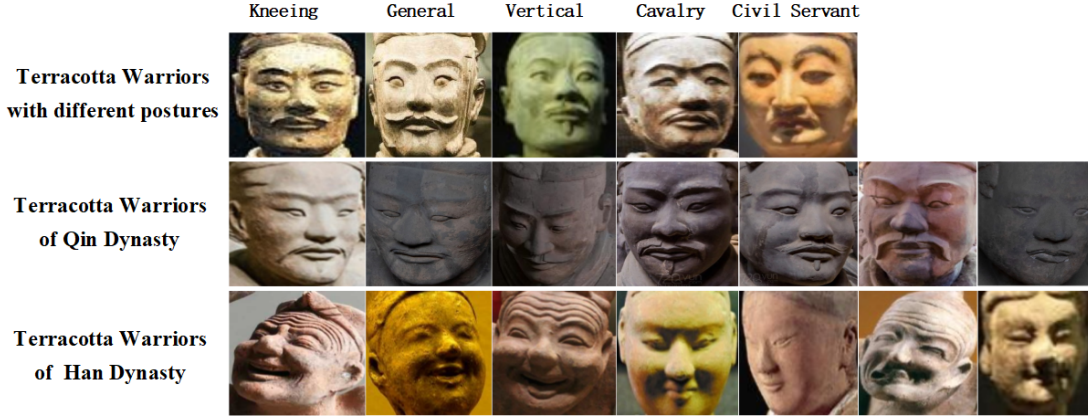 Kneeing General Vertical Cavalry Civil Servant
Terracotta Warriors
with different postures
Terracotta Warriors
of Qin Dynasty
Terracotta Warriors
of Han Dynasty